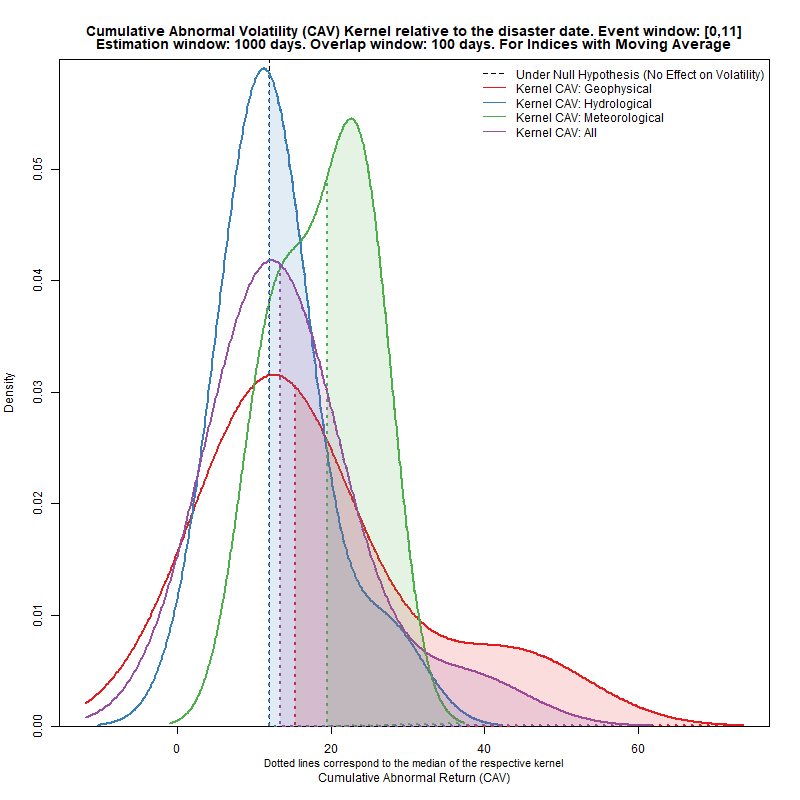 Cumulative Abnormal Volatility (CAV) Kernel relative to the disaster date. Event window: [0,11]
Estimation window: 1000 days. Overlap window: 100 days. For Indices with Moving Average
Under Null Hypothesis (No Effect on Volatility)
Kernel CAV: Geophysical
Kernel CAV: Hydrological
Kernel CAV: Meteorological
Kernel CAV: All
Density
0.05
0.04
0.03
0.02
0.01
0.00
0 20 40 60
Dotted lines correspond to the median of the respective kernel
Cumulative Abnormal Return (CAV)